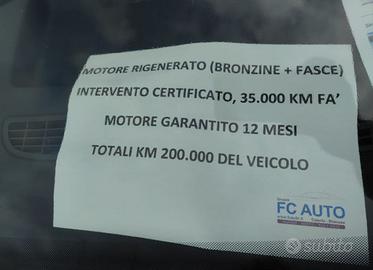 MOTORE RIGENERATO (BRONZINE + FASCE)
INTERVENTO CERTIFICATO, 35.000 KM FA'
MOTORE GARANTITO 12 MESI
TOTALI KM 200.000 DEL VEICOLO
FC AUTO
subito